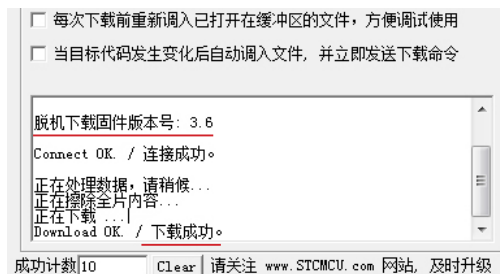 每次下载前重新调入已打开在缓冲区的文件，方便调试使用
当目标代码发生变化后自动调入文件，并立即发送下载命令
脱机下载固件版本号: 3.6
Connect OK. / 连接成功。
正在处理数据，请稍候...
正在擦除全片内容...
正在下载 ...
Download OK. / 下载成功。
成功计数 10 Clear 请关注 www.STCMCU.com 网站，及时升级